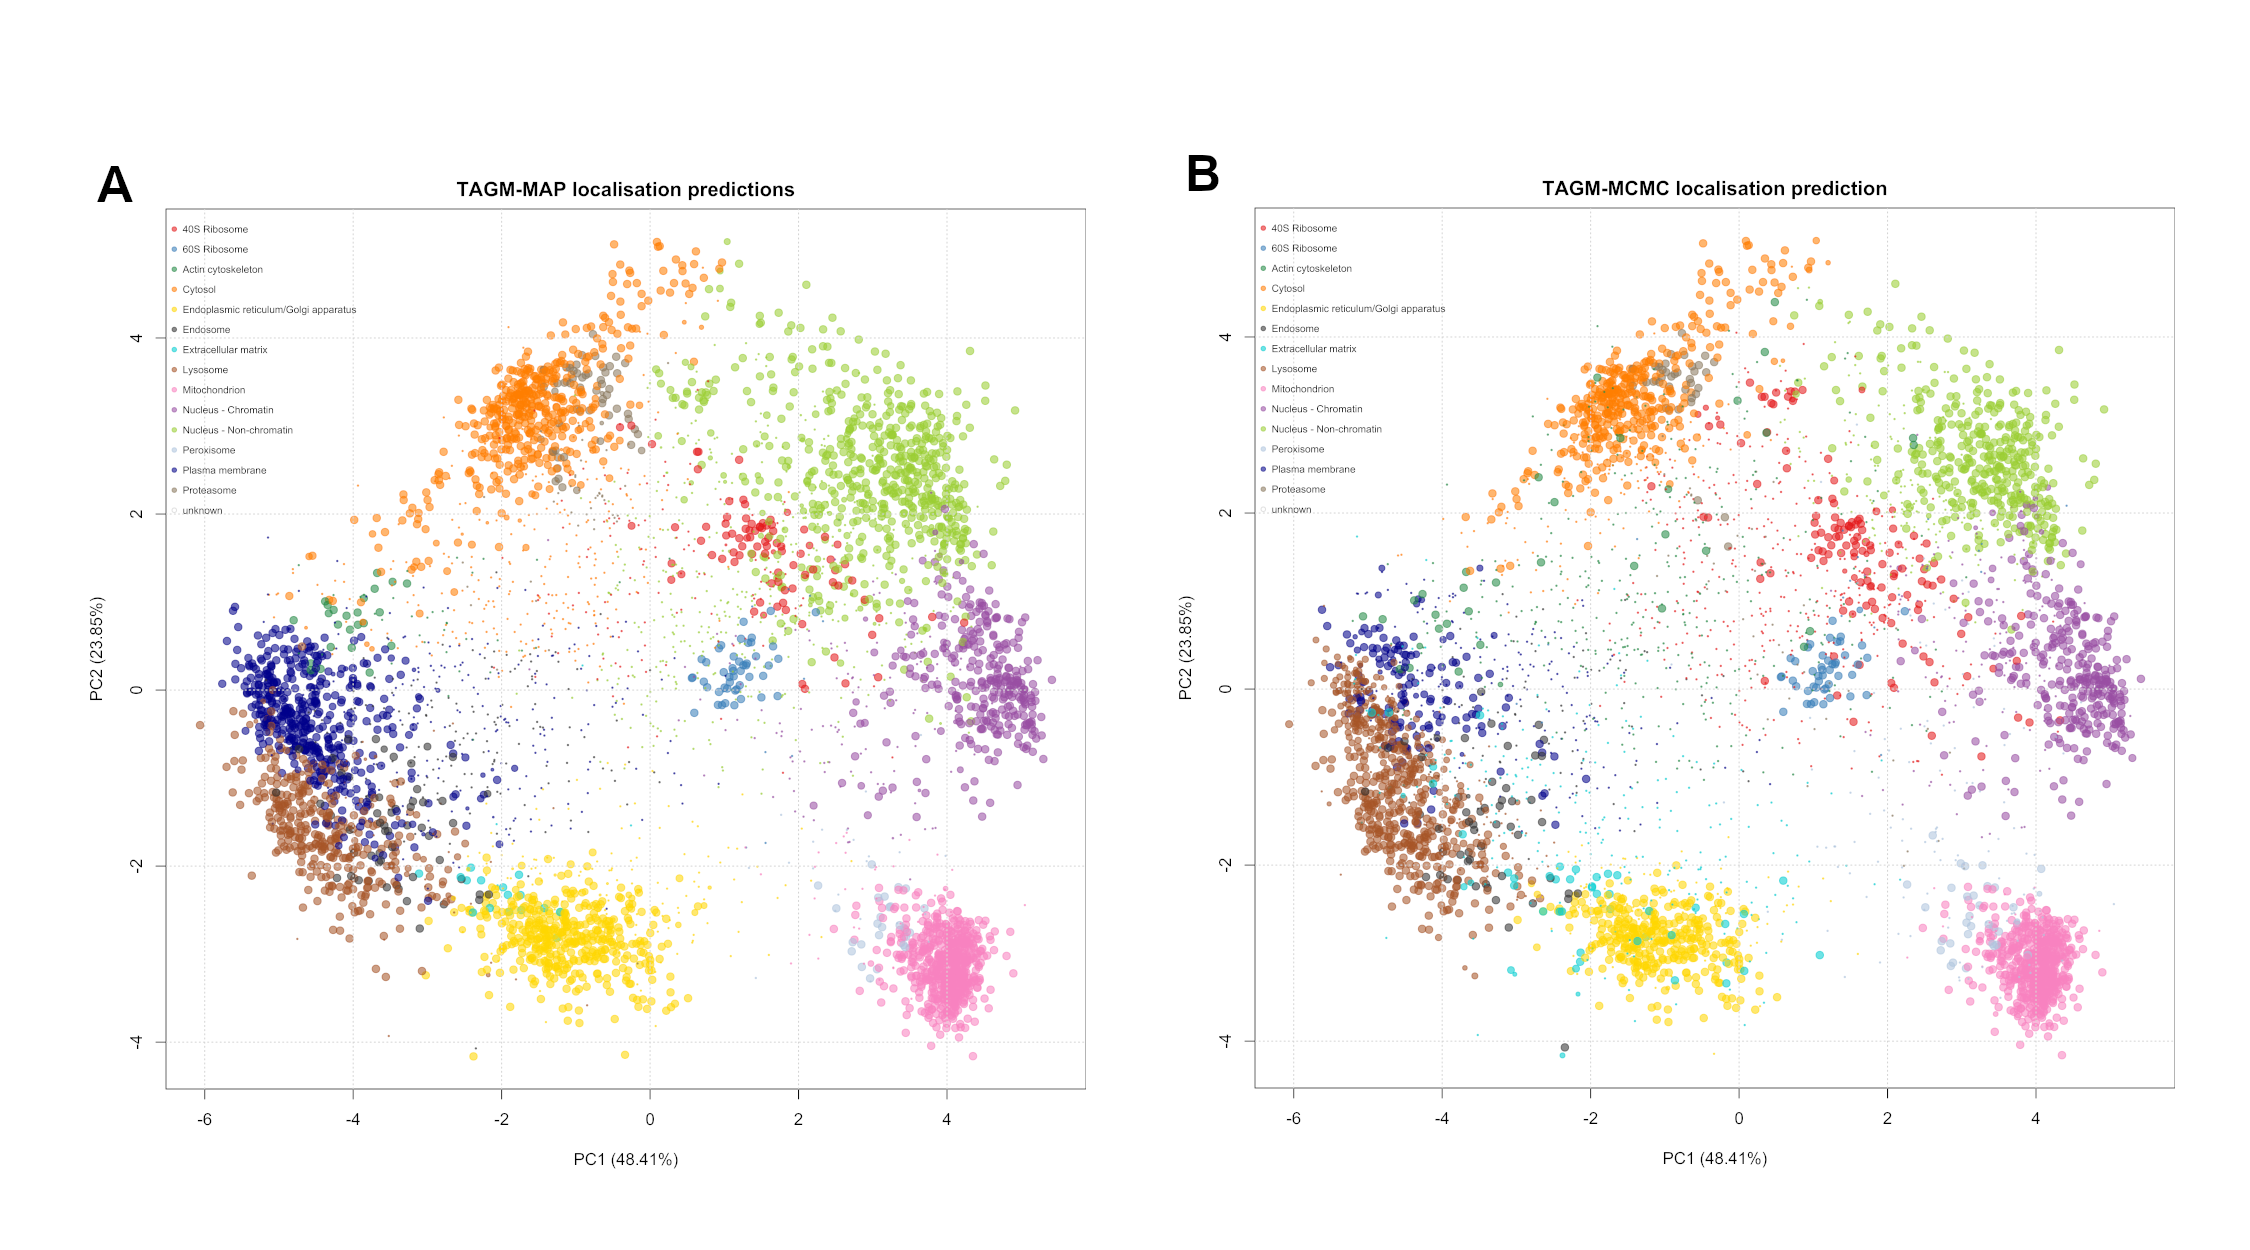 A
TAGM-MAP localisation predictions
40S Ribosome
60S Ribosome
Actin cytoskeleton
Cytosol
Endoplasmic reticulum/Golgi apparatus
Endosome
Extracellular matrix
Lysosome
Mitochondrion
Nucleus - Chromatin
Nucleus - Non-chromatin
Peroxisome
Plasma membrane
Proteasome
unknown
PC2 (23.85%)
4
2
0
-2
-4
-6 -4 -2 0 2 4
PC1 (48.41%)
B
TAGM-MCMC localisation prediction
40S Ribosome
60S Ribosome
Actin cytoskeleton
Cytosol
Endoplasmic reticulum/Golgi apparatus
Endosome
Extracellular matrix
Lysosome
Mitochondrion
Nucleus - Chromatin
Nucleus - Non-chromatin
Peroxisome
Plasma membrane
Proteasome
unknown
PC2 (23.85%)
4
2
0
-2
-4
-6 -4 -2 0 2 4
PC1 (48.41%)